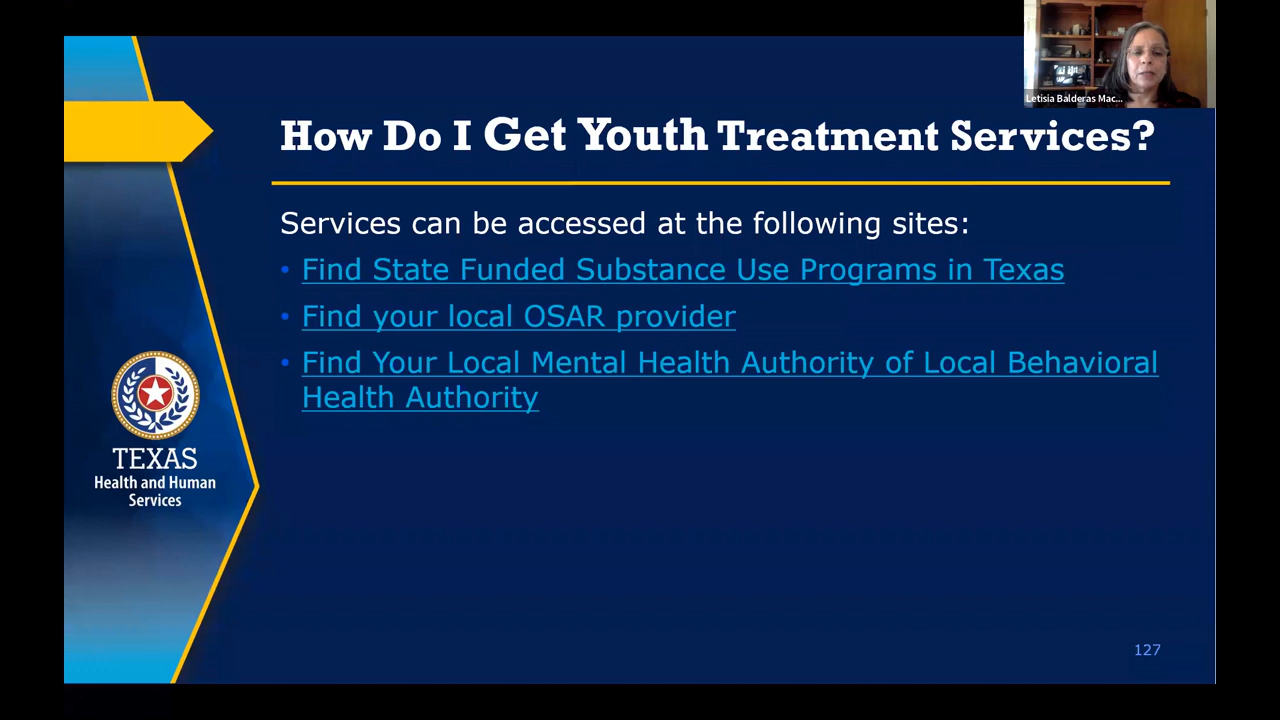 Letisia Balderas Mac...
How Do I Get Youth Treatment Services?
Services can be accessed at the following sites:
• Find State Funded Substance Use Programs in Texas
• Find your local OSAR provider
• Find Your Local Mental Health Authority of Local Behavioral
Health Authority
TEXAS
Health and Human
Services
127